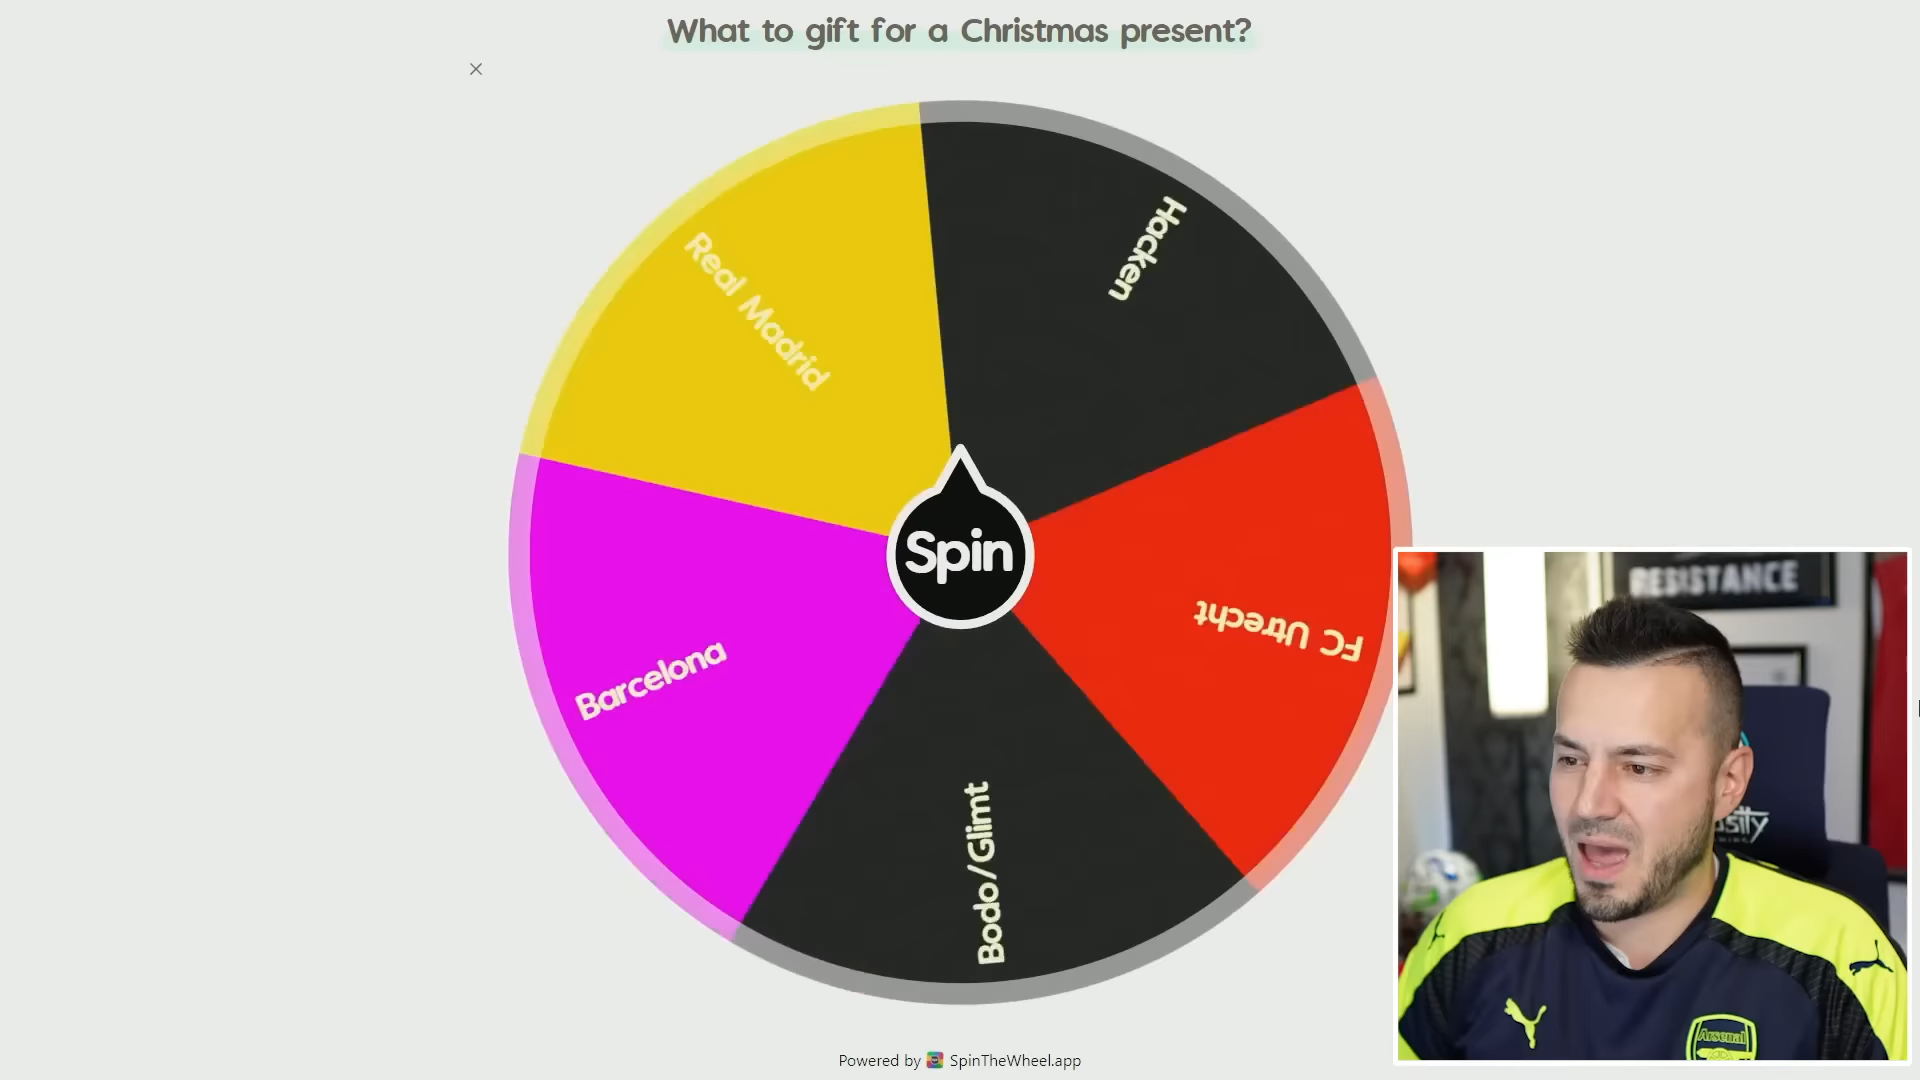 What to gift for a Christmas present?
Real Madrid
Hacken
FC Utrecht
Bodo/Glimt
Barcelona
Spin
RESISTANCE
Arsenal
Powered by SpinTheWheel.app